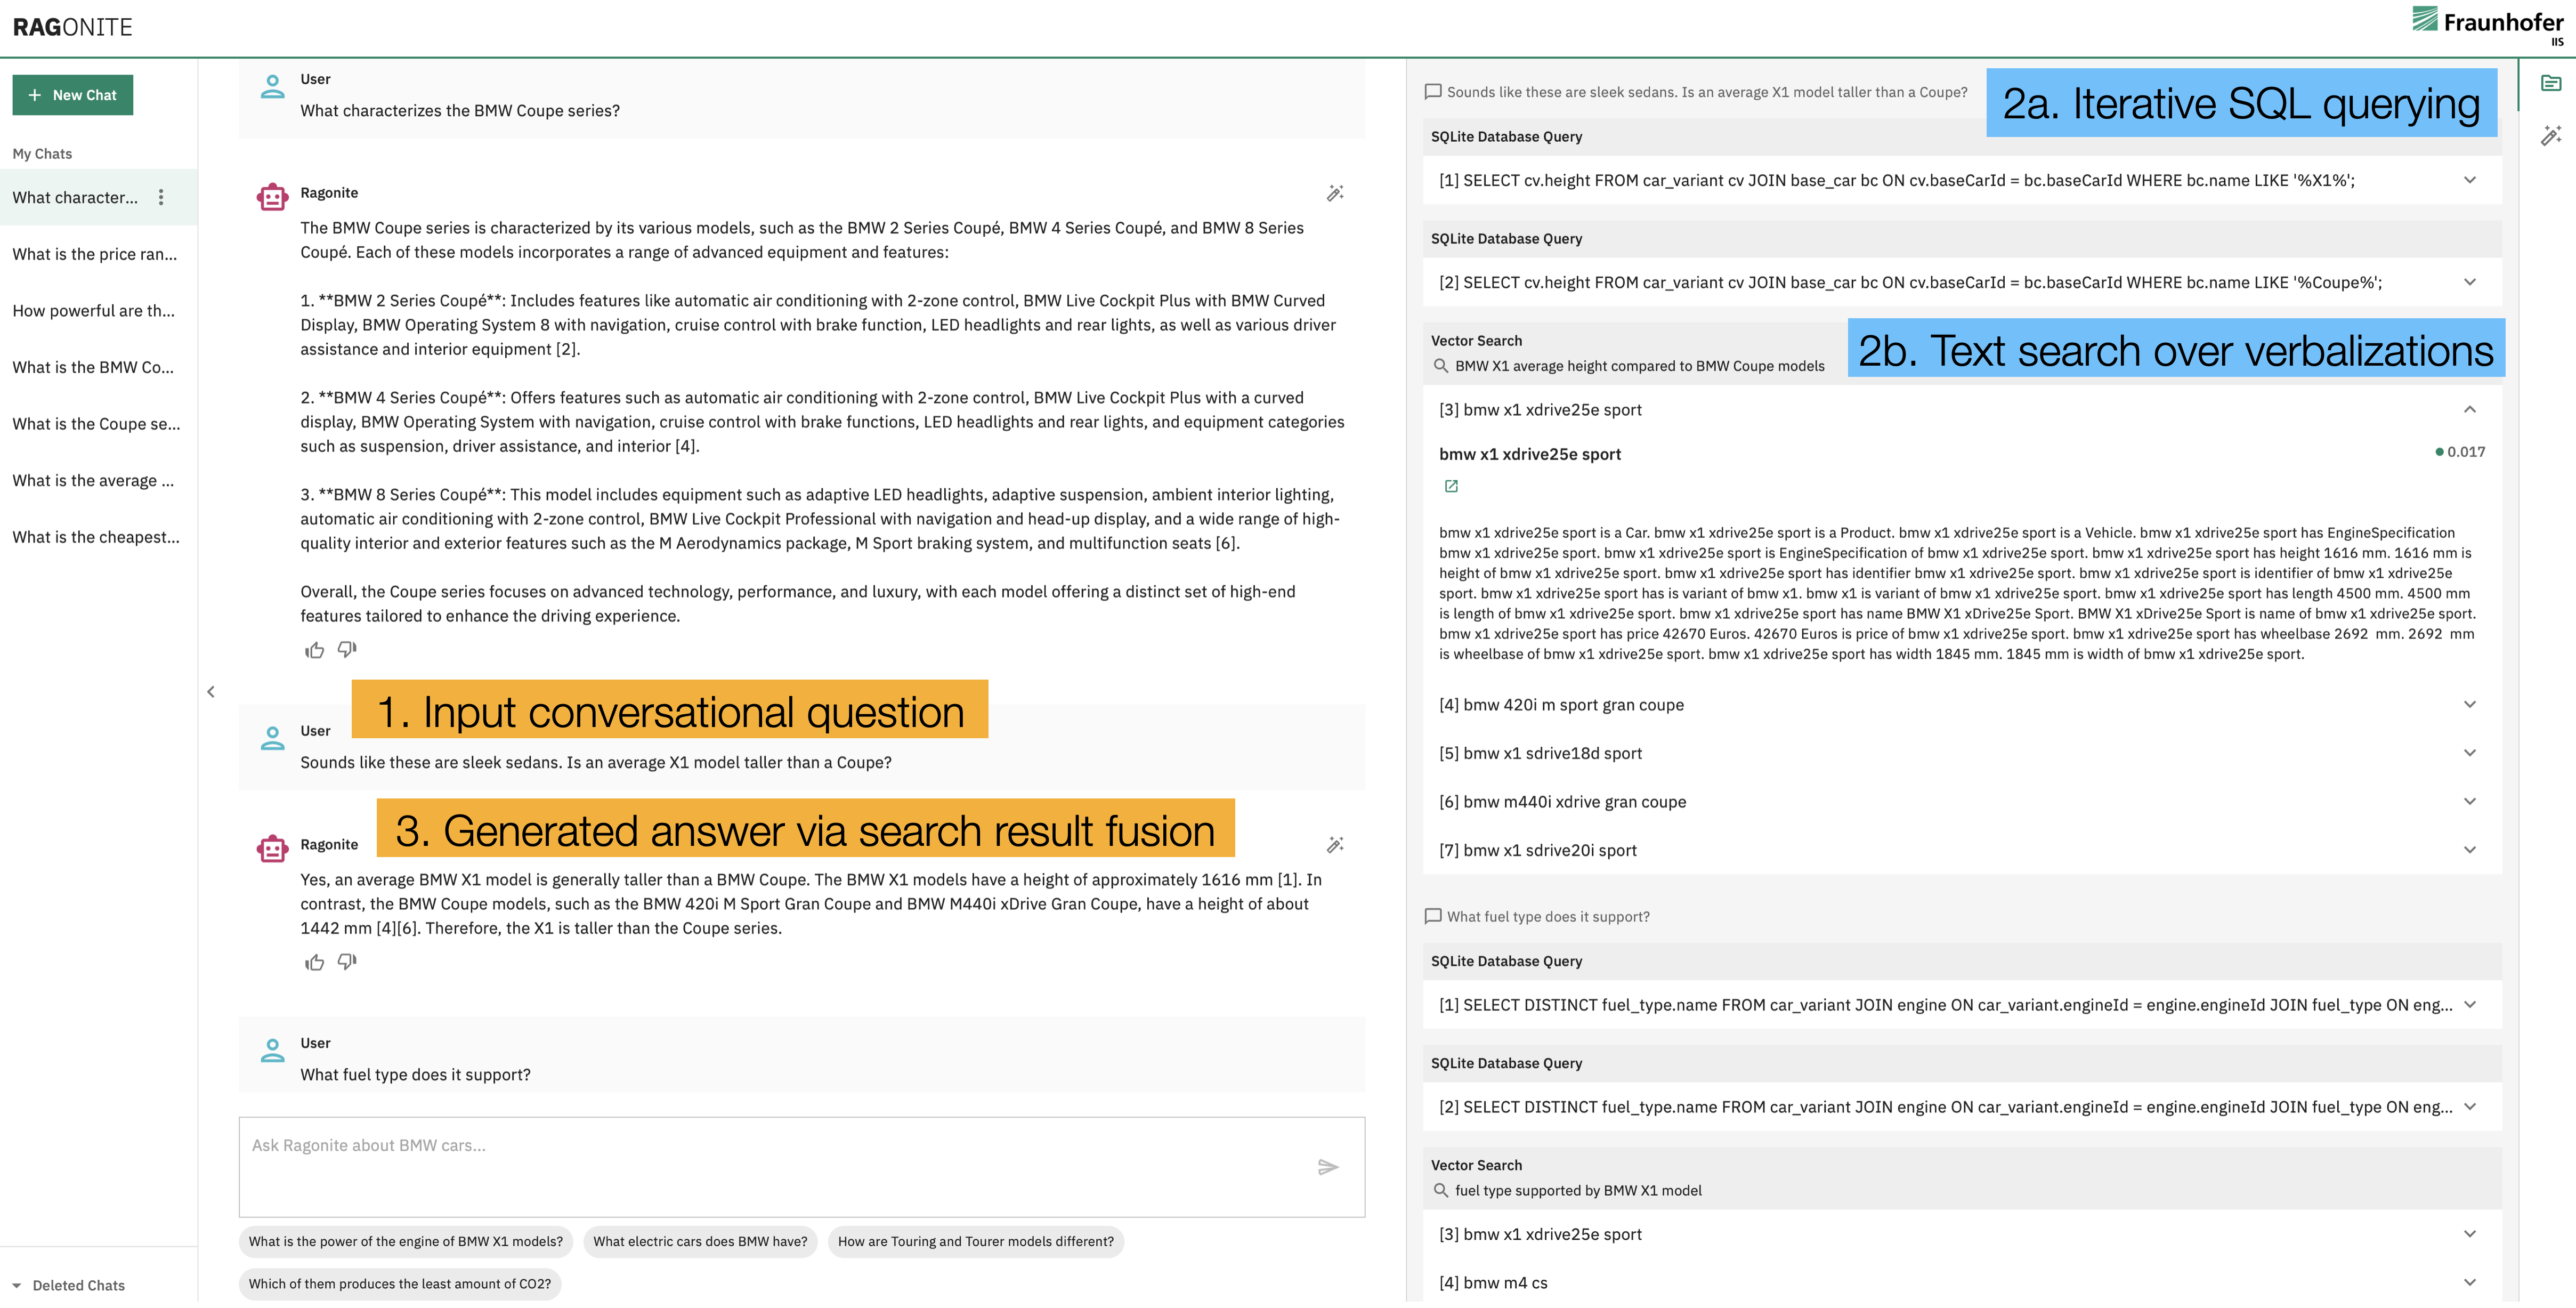 RAGONITE
Fraunhofer
IIS
+ New Chat
My Chats
What character...
What is the price ran...
How powerful are th...
What is the BMW Co...
What is the Coupe se...
What is the average ...
What is the cheapest...
Deleted Chats
User
What characterizes the BMW Coupe series?
Ragonite
The BMW Coupe series is characterized by its various models, such as the BMW 2 Series Coupé, BMW 4 Series Coupé, and BMW 8 Series
Coupé. Each of these models incorporates a range of advanced equipment and features:
1. **BMW 2 Series Coupé**: Includes features like automatic air conditioning with 2-zone control, BMW Live Cockpit Plus with BMW Curved
Display, BMW Operating System 8 with navigation, cruise control with brake function, LED headlights and rear lights, as well as various driver
assistance and interior equipment [2].
2. **BMW 4 Series Coupé**: Offers features such as automatic air conditioning with 2-zone control, BMW Live Cockpit Plus with a curved
display, BMW Operating System with navigation, cruise control with brake functions, LED headlights and rear lights, and equipment categories
such as suspension, driver assistance, and interior [4].
3. **BMW 8 Series Coupé**: This model includes equipment such as adaptive LED headlights, adaptive suspension, ambient interior lighting,
automatic air conditioning with 2-zone control, BMW Live Cockpit Professional with navigation and head-up display, and a wide range of high-
quality interior and exterior features such as the M Aerodynamics package, M Sport braking system, and multifunction seats [6].
Overall, the Coupe series focuses on advanced technology, performance, and luxury, with each model offering a distinct set of high-end
features tailored to enhance the driving experience.
1. Input conversational question
User
Sounds like these are sleek sedans. Is an average X1 model taller than a Coupe?
3. Generated answer via search result fusion
Ragonite
Yes, an average BMW X1 model is generally taller than a BMW Coupe. The BMW X1 models have a height of approximately 1616 mm [1]. In
contrast, the BMW Coupe models, such as the BMW 420i M Sport Gran Coupe and BMW M440i xDrive Gran Coupe, have a height of about
1442 mm [4][6]. Therefore, the X1 is taller than the Coupe series.
User
What fuel type does it support?
Ask Ragonite about BMW cars...
What is the power of the engine of BMW X1 models?
What electric cars does BMW have?
How are Touring and Tourer models different?
Which of them produces the least amount of CO2?
Sounds like these are sleek sedans. Is an average X1 model taller than a Coupe?
2a. Iterative SQL querying
SQLite Database Query
[1] SELECT cv.height FROM car_variant cv JOIN base_car bc ON cv.baseCarId = bc.baseCarId WHERE bc.name LIKE '%X1%';
SQLite Database Query
[2] SELECT cv.height FROM car_variant cv JOIN base_car bc ON cv.baseCarId = bc.baseCarId WHERE bc.name LIKE '%Coupe%';
Vector Search
2b. Text search over verbalizations
BMW X1 average height compared to BMW Coupe models
[3] bmw x1 xdrive25e sport
bmw x1 xdrive25e sport
0.017
bmw x1 xdrive25e sport is a Car. bmw x1 xdrive25e sport is a Product. bmw x1 xdrive25e sport is a Vehicle. bmw x1 xdrive25e sport has EngineSpecification
bmw x1 xdrive25e sport. bmw x1 xdrive25e sport is EngineSpecification of bmw x1 xdrive25e sport. bmw x1 xdrive25e sport has height 1616 mm. 1616 mm is
height of bmw x1 xdrive25e sport. bmw x1 xdrive25e sport has identifier bmw x1 xdrive25e sport. bmw x1 xdrive25e sport is identifier of bmw x1 xdrive25e
sport. bmw x1 xdrive25e sport has is variant of bmw x1. bmw x1 is variant of bmw x1 xdrive25e sport. bmw x1 xdrive25e sport has length 4500 mm. 4500 mm
is length of bmw x1 xdrive25e sport. bmw x1 xdrive25e sport has name BMW X1 xDrive25e Sport. BMW X1 xDrive25e Sport is name of bmw x1 xdrive25e sport.
bmw x1 xdrive25e sport has price 42670 Euros. 42670 Euros is price of bmw x1 xdrive25e sport. bmw x1 xdrive25e sport has wheelbase 2692 mm. 2692 mm
is wheelbase of bmw x1 xdrive25e sport. bmw x1 xdrive25e sport has width 1845 mm. 1845 mm is width of bmw x1 xdrive25e sport.
[4] bmw 420i m sport gran coupe
[5] bmw x1 sdrive18d sport
[6] bmw m440i xdrive gran coupe
[7] bmw x1 sdrive20i sport
What fuel type does it support?
SQLite Database Query
[1] SELECT DISTINCT fuel_type.name FROM car_variant JOIN engine ON car_variant.engineId = engine.engineId JOIN fuel_type ON eng...
SQLite Database Query
[2] SELECT DISTINCT fuel_type.name FROM car_variant JOIN engine ON car_variant.engineId = engine.engineId JOIN fuel_type ON eng...
Vector Search
fuel type supported by BMW X1 model
[3] bmw x1 xdrive25e sport
[4] bmw m4 cs